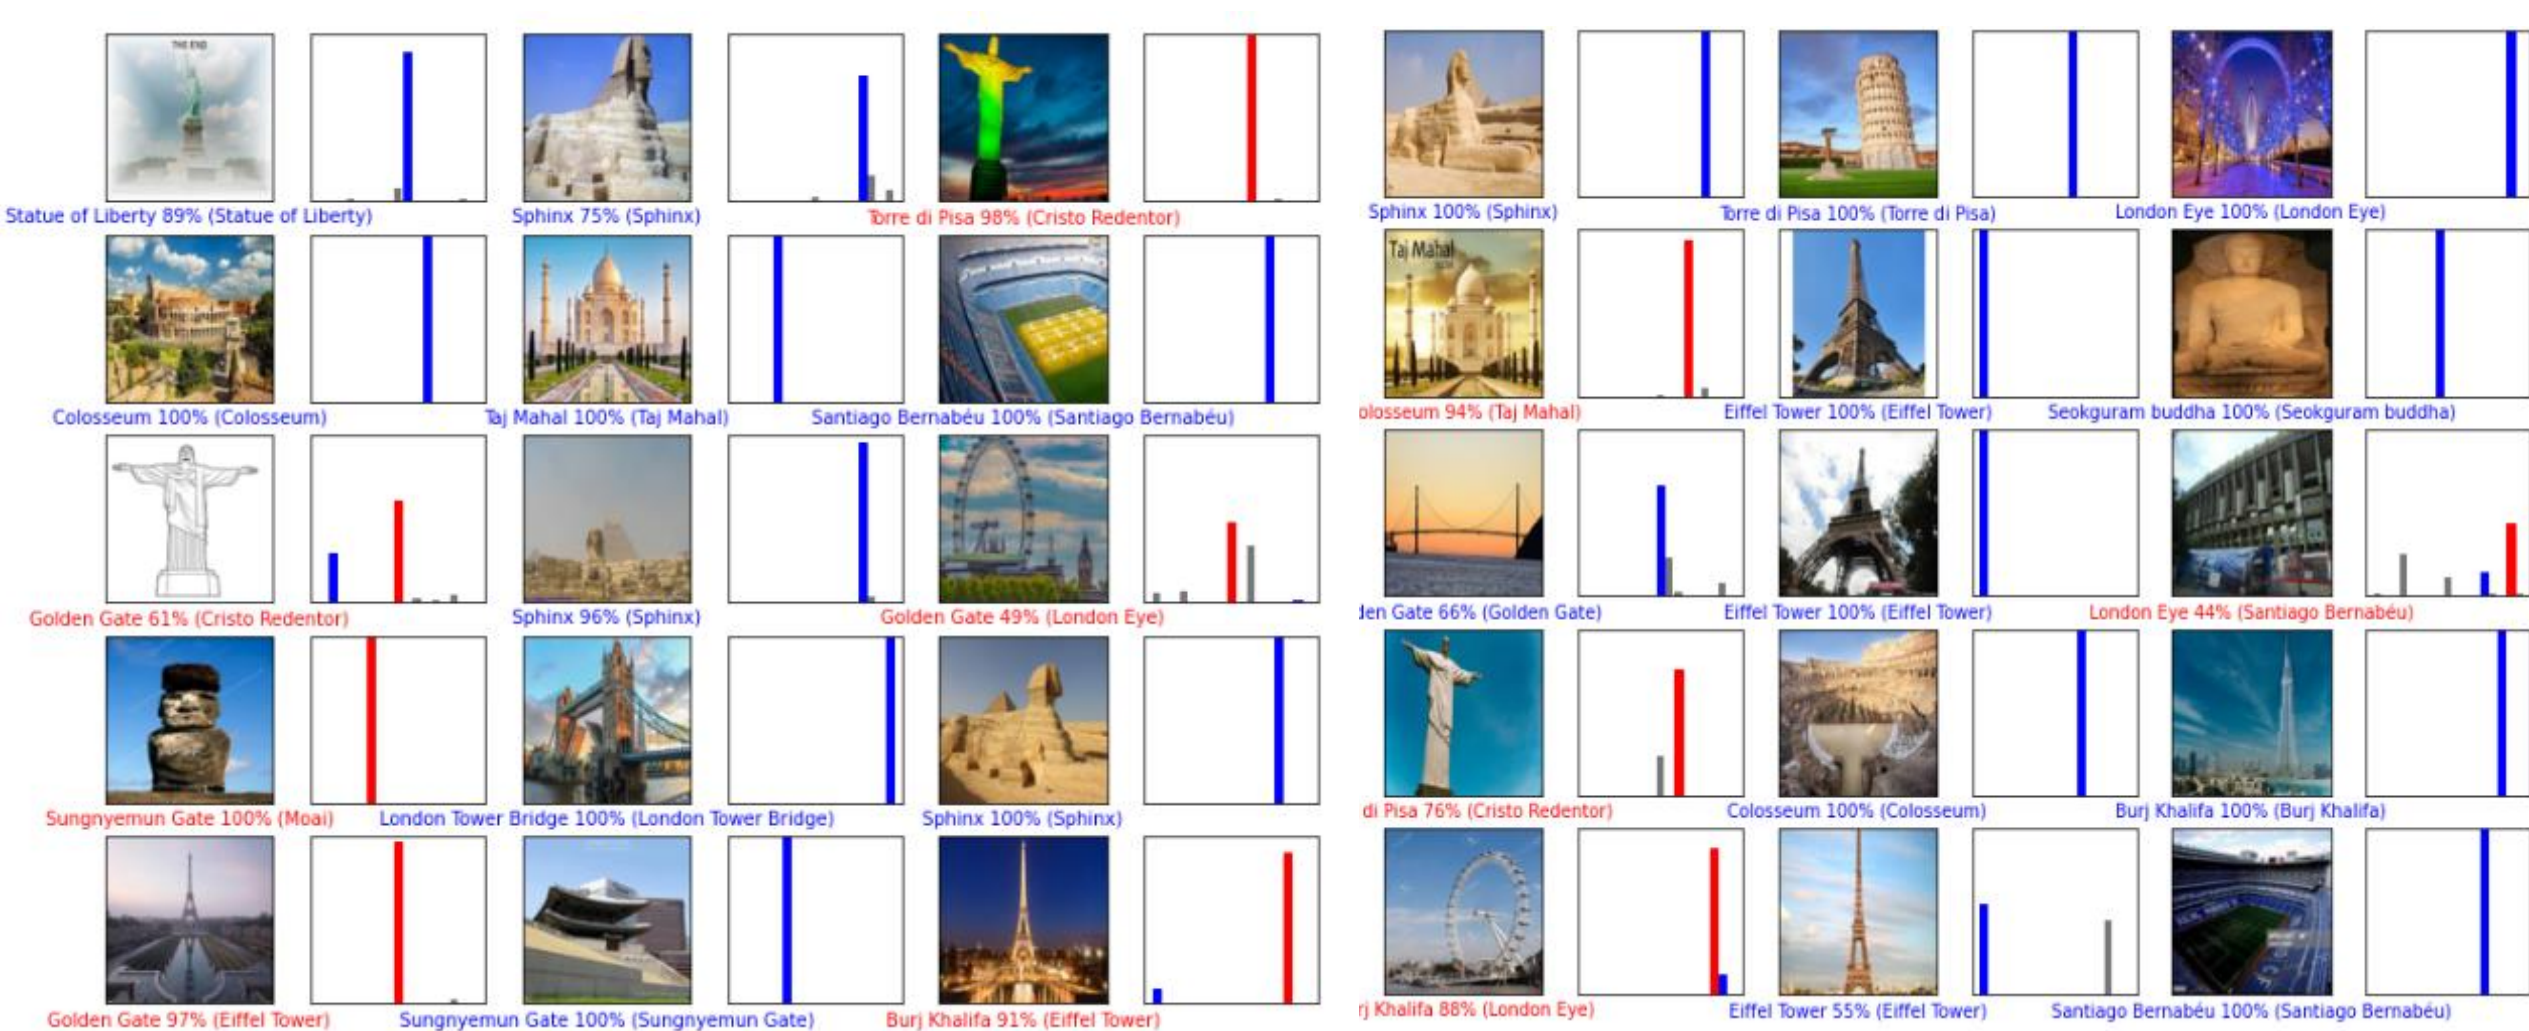 THE END
Statue of Liberty 89% (Statue of Liberty)
Sphinx 75% (Sphinx)
Torre di Pisa 98% (Cristo Redentor)
Sphinx 100% (Sphinx)
Torre di Pisa 100% (Torre di Pisa)
London Eye 100% (London Eye)
Taj Mahal
Colosseum 100% (Colosseum)
Taj Mahal 100% (Taj Mahal)
Santiago Bernabéu 100% (Santiago Bernabéu)
olosseum 94% (Taj Mahal)
Eiffel Tower 100% (Eiffel Tower)
Seokguram buddha 100% (Seokguram buddha)
Golden Gate 61% (Cristo Redentor)
Sphinx 96% (Sphinx)
Golden Gate 49% (London Eye)
den Gate 66% (Golden Gate)
Eiffel Tower 100% (Eiffel Tower)
London Eye 44% (Santiago Bernabéu)
Sungnyemun Gate 100% (Moai)
London Tower Bridge 100% (London Tower Bridge)
Sphinx 100% (Sphinx)
di Pisa 76% (Cristo Redentor)
Colosseum 100% (Colosseum)
Burj Khalifa 100% (Burj Khalifa)
Golden Gate 97% (Eiffel Tower)
Sungnyemun Gate 100% (Sungnyemun Gate)
Burj Khalifa 91% (Eiffel Tower)
rj Khalifa 88% (London Eye)
Eiffel Tower 55% (Eiffel Tower)
Santiago Bernabéu 100% (Santiago Bernabéu)